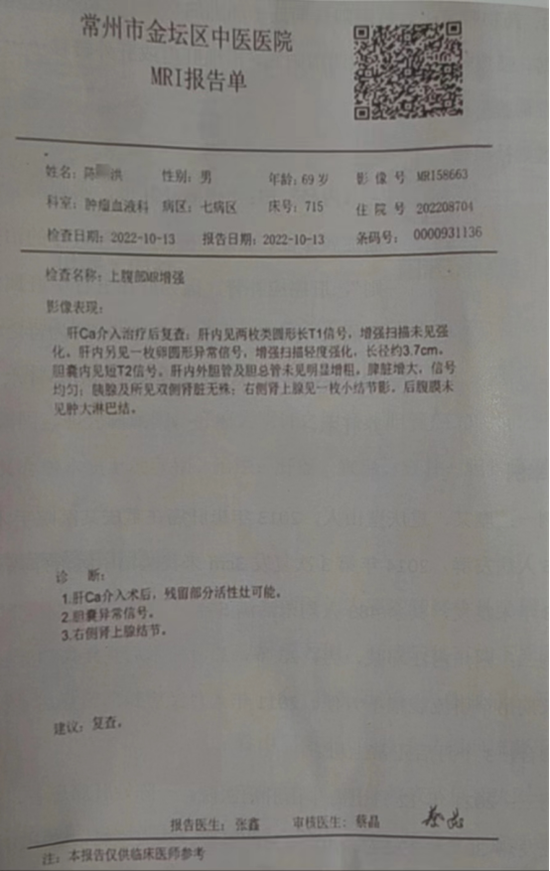 常州市金坛区中医医院
MRI报告单
姓名：陈 洪 性别：男 年龄：69岁 影像号 MRI58663
科室：肿瘤血液科 病区：七病区 床号：715 住院号 202208704
检查日期：2022-10-13 报告日期：2022-10-13 条码号：0000931136
检查名称：上腹部MR增强
影像表现：
肝Ca介入治疗后复查：肝内见两枚类圆形长T1信号，增强扫描未见强
化，肝内另见一枚卵圆形异常信号，增强扫描轻度强化，长径约3.7cm。
胆囊内见短T2信号。肝内外胆管及胆总管未见明显增粗。脾脏增大，信号
均匀；胰腺及所见双侧肾脏无殊；右侧肾上腺见一枚小结节影。后腹膜未
见肿大淋巴结。
诊 断：
1.肝Ca介入术后，残留部分活性灶可能。
2.胆囊异常信号。
3.右侧肾上腺结节。
建议：复查。
报告医生：张鑫 审核医生：蔡晶
注：本报告仅供临床医师参考